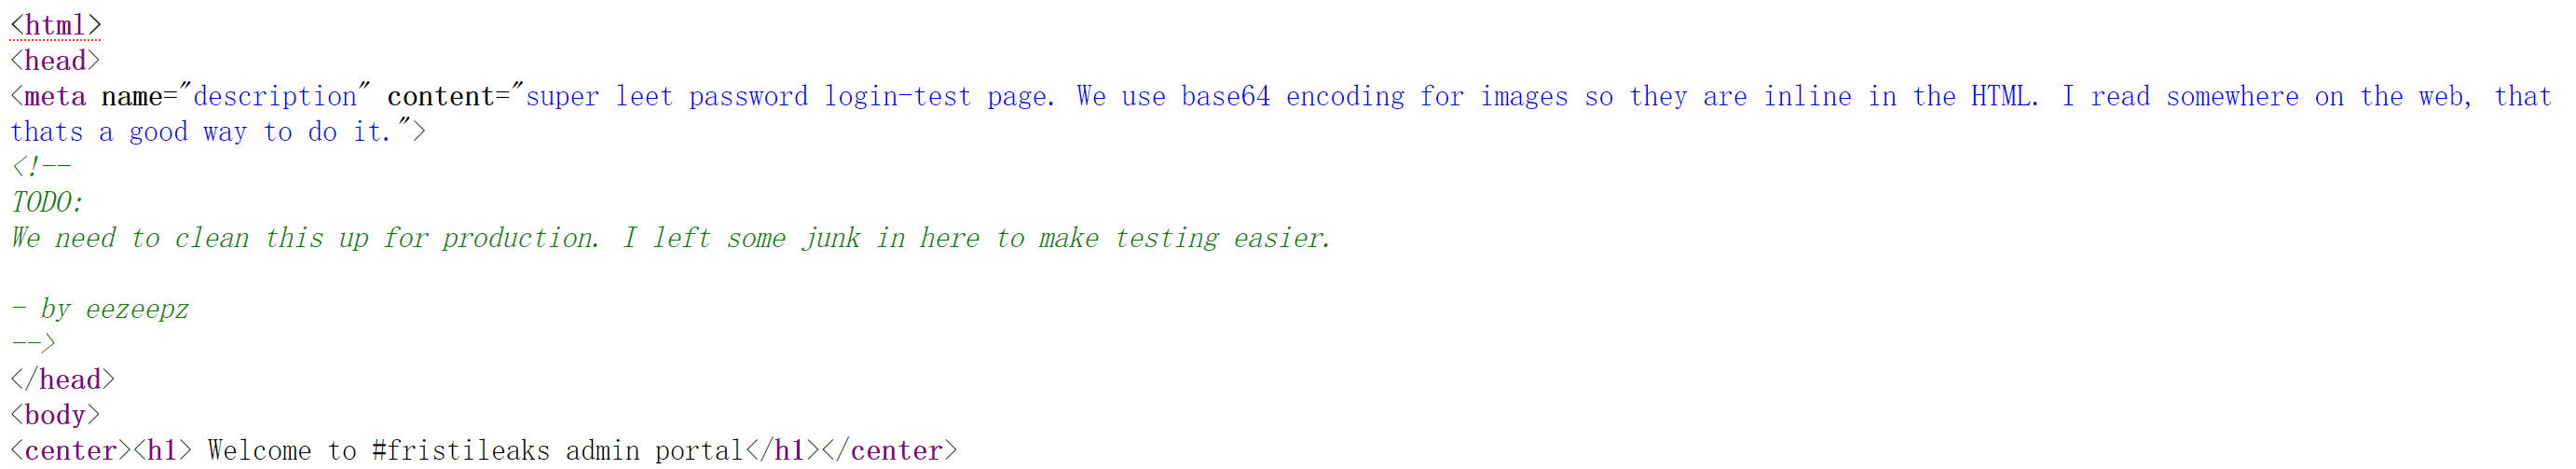 <html>
<head>
<meta name="description" content="super leet password login-test page. We use base64 encoding for images so they are inline in the HTML. I read somewhere on the web, that
thats a good way to do it.">
<!--
TODO:
We need to clean this up for production. I left some junk in here to make testing easier.
- by eezeepz
-->
</head>
<body>
<center><h1> Welcome to #fristileaks admin portal</h1></center>